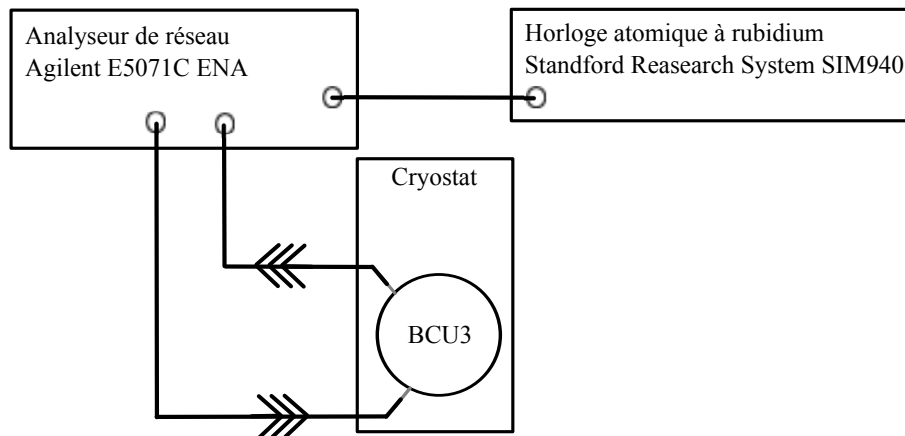 Analyseur de réseau
Agilent E5071C ENA
Horloge atomique à rubidium
Standford Reasearch System SIM940
Cryostat
BCU3